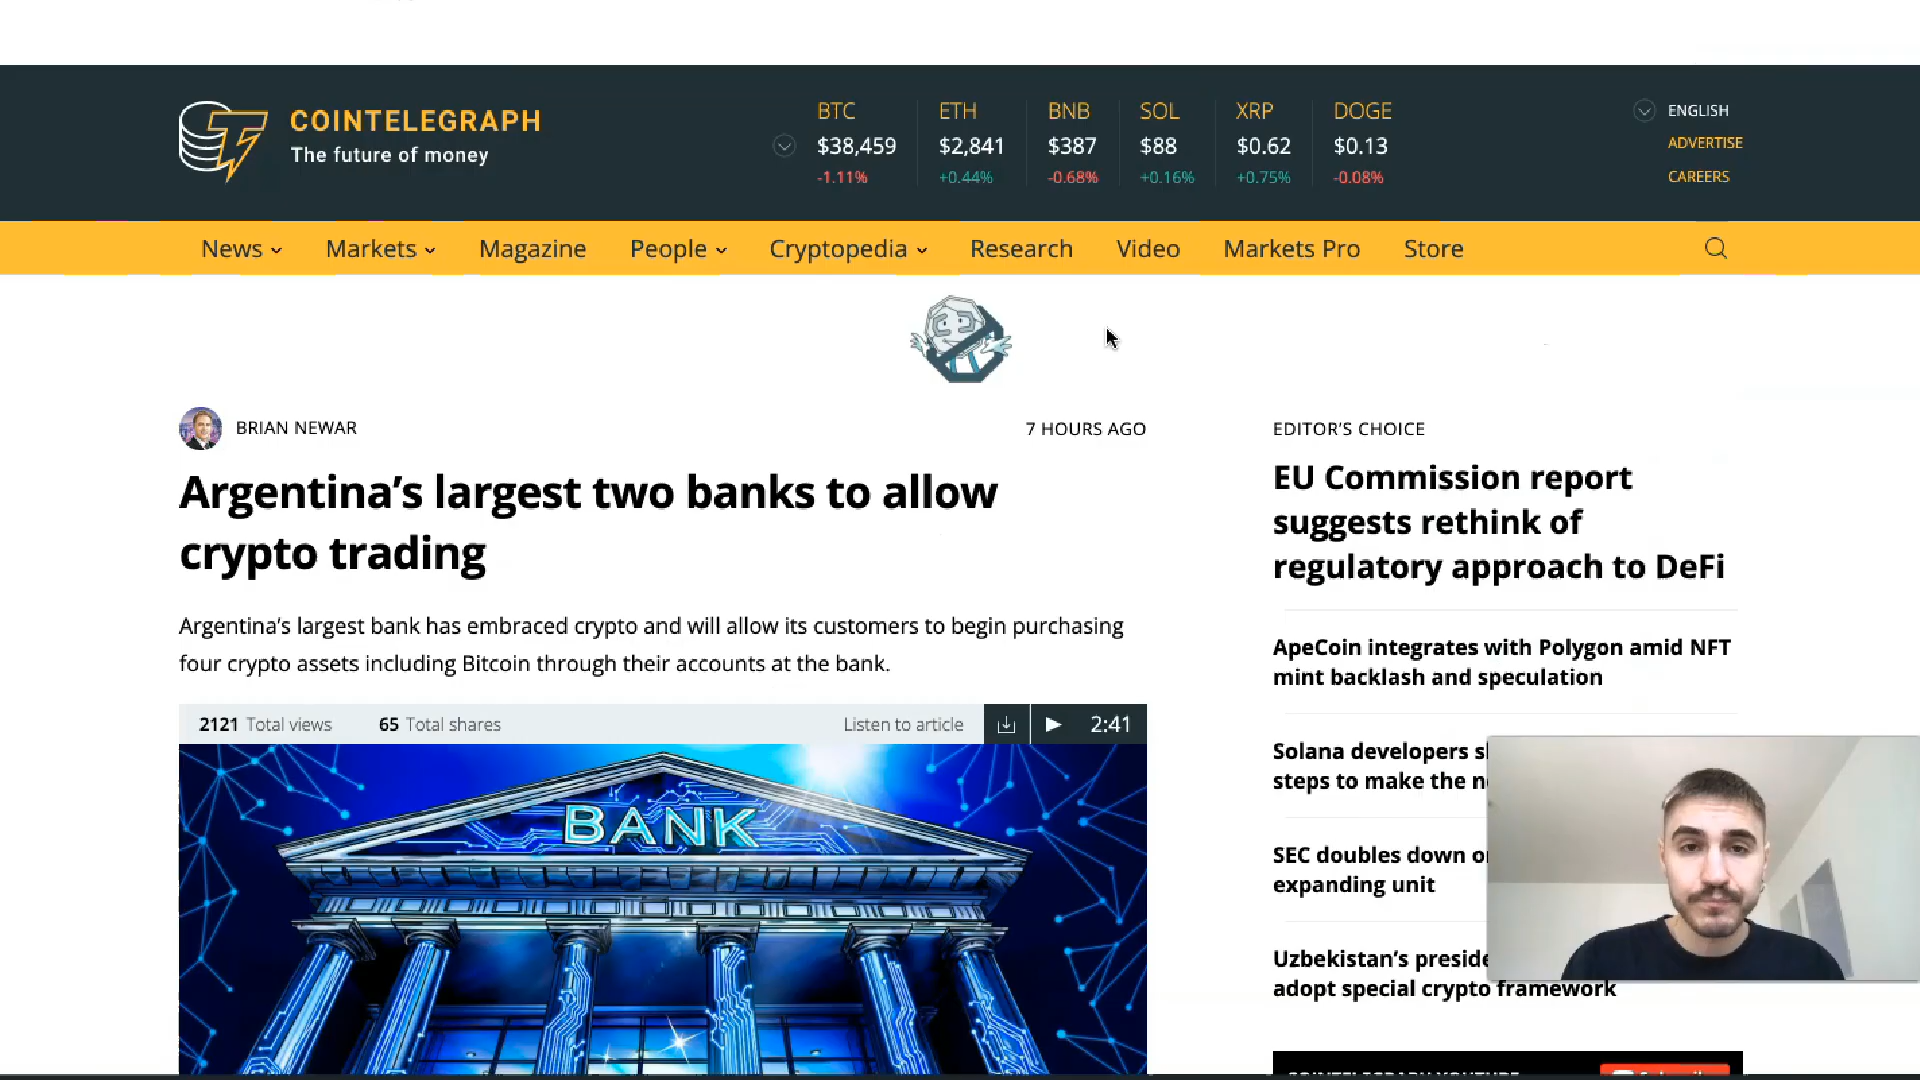 COINTELEGRAPH
The future of money
BTC ETH BNB SOL XRP DOGE
$38,459 $2,841 $387 $88 $0.62 $0.13
-1.11% +0.44% -0.68% +0.16% +0.75% -0.08%
ENGLISH
ADVERTISE
CAREERS
News Markets Magazine People Cryptopedia Research Video Markets Pro Store
BRIAN NEWAR 7 HOURS AGO
Argentina's largest two banks to allow
crypto trading
Argentina's largest bank has embraced crypto and will allow its customers to begin purchasing
four crypto assets including Bitcoin through their accounts at the bank.
2121 Total views 65 Total shares Listen to article 2:41
BANK
EDITOR'S CHOICE
EU Commission report
suggests rethink of
regulatory approach to DeFi
ApeCoin integrates with Polygon amid NFT
mint backlash and speculation
Solana developers
steps to make the
SEC doubles down
expanding unit
Uzbekistan's
adopt special crypto framework